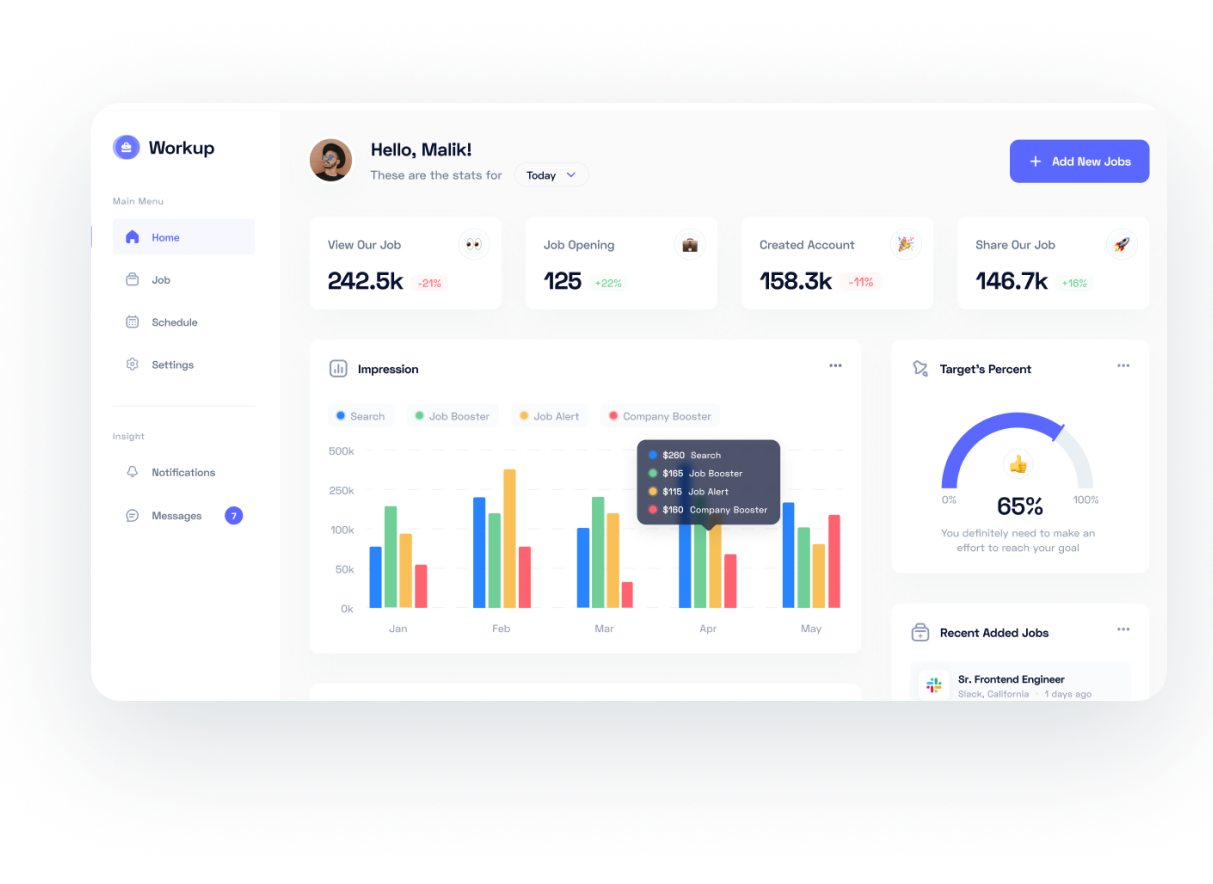 Workup
Main Menu
Home
Job
Schedule
Settings
Insight
Notifications
Messages 7
Hello, Malik!
These are the stats for Today
+ Add New Jobs
View Our Job
242.5k -21%
Job Opening
125 +22%
Created Account
158.3k -11%
Share Our Job
146.7k +16%
Impression
Search Job Booster Job Alert Company Booster
500k
250k
100k
50k
0k
$260 Search
$165 Job Booster
$115 Job Alert
$160 Company Booster
Jan Feb Mar Apr May
Target's Percent
0% 100%
65%
You definitely need to make an
effort to reach your goal
Recent Added Jobs
Sr. Frontend Engineer
Slack, California 1 days ago